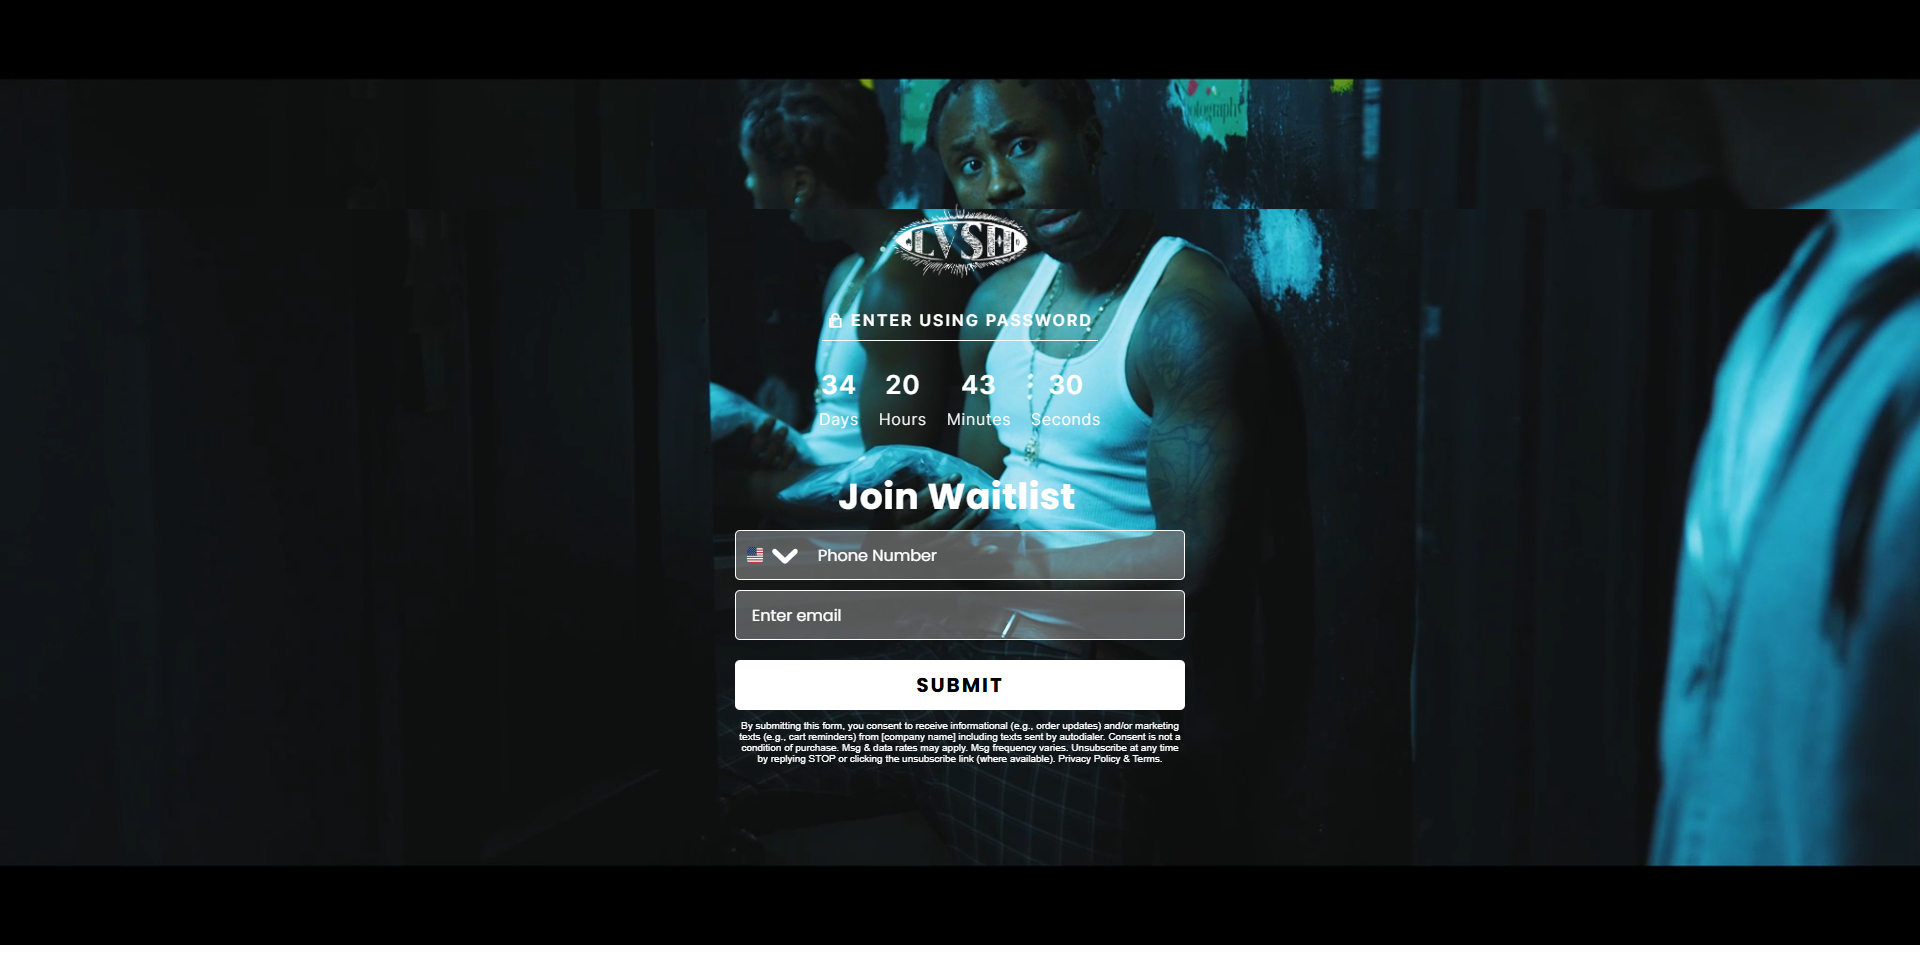 otography
LVSH
ENTER USING PASSWORD
34 20 43 : 30
Days Hours Minutes Seconds
Join Waitlist
Phone Number
Enter email
SUBMIT
By submitting this form, you consent to receive informational (e.g., order updates) and/or marketing
texts (e.g., cart reminders) from [company name] including texts sent by autodialer. Consent is not a
condition of purchase. Msg & data rates may apply. Msg frequency varies. Unsubscribe at any time
by replying STOP or clicking the unsubscribe link (where available). Privacy Policy & Terms.